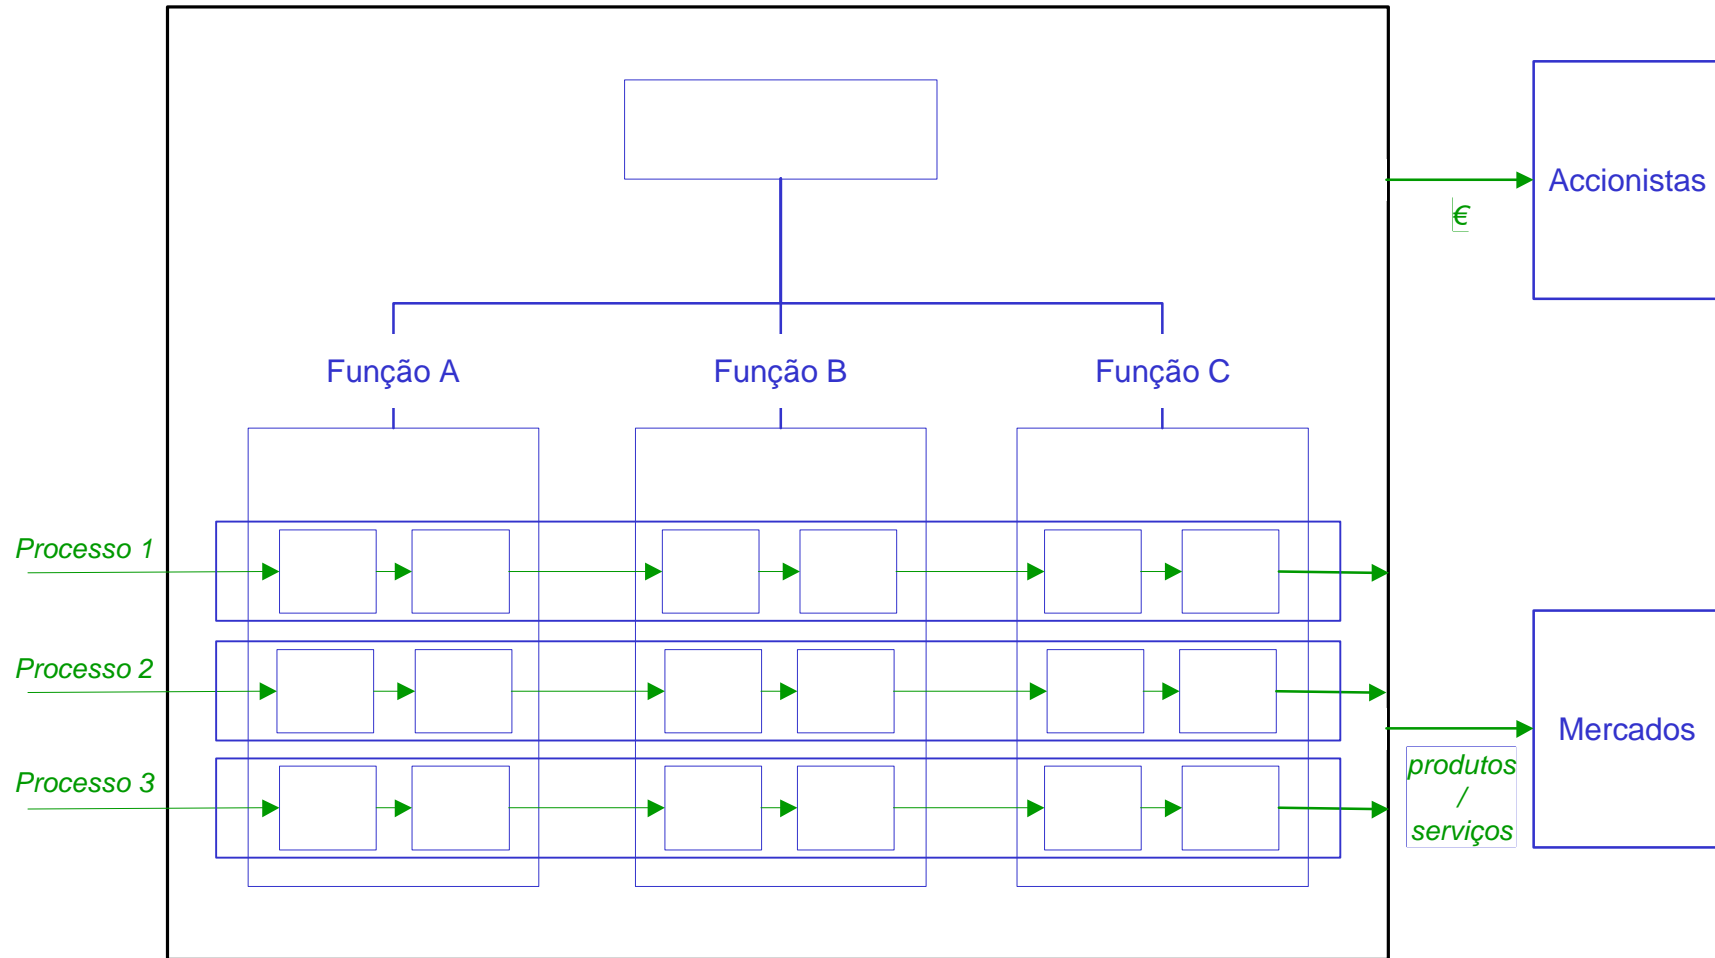 Accionistas
€
Função A
Função B
Função C
Processo 1
Processo 2
Processo 3
Mercados
produtos
/
serviços